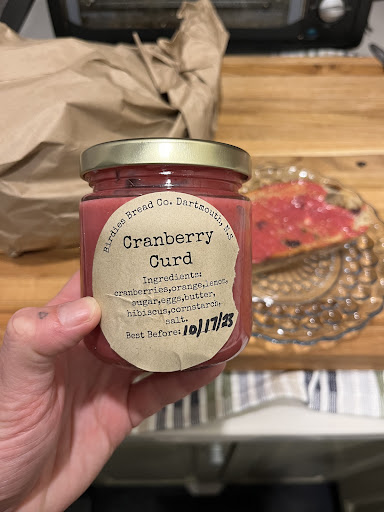 Birdies Bread Co. Dartmouth, N.S
Cranberry
Curd
Ingredients:
cranberries,orange,lemon,
sugar,eggs,butter,
hibiscus,cornstarch,
salt.
Best Before: 10/17/23